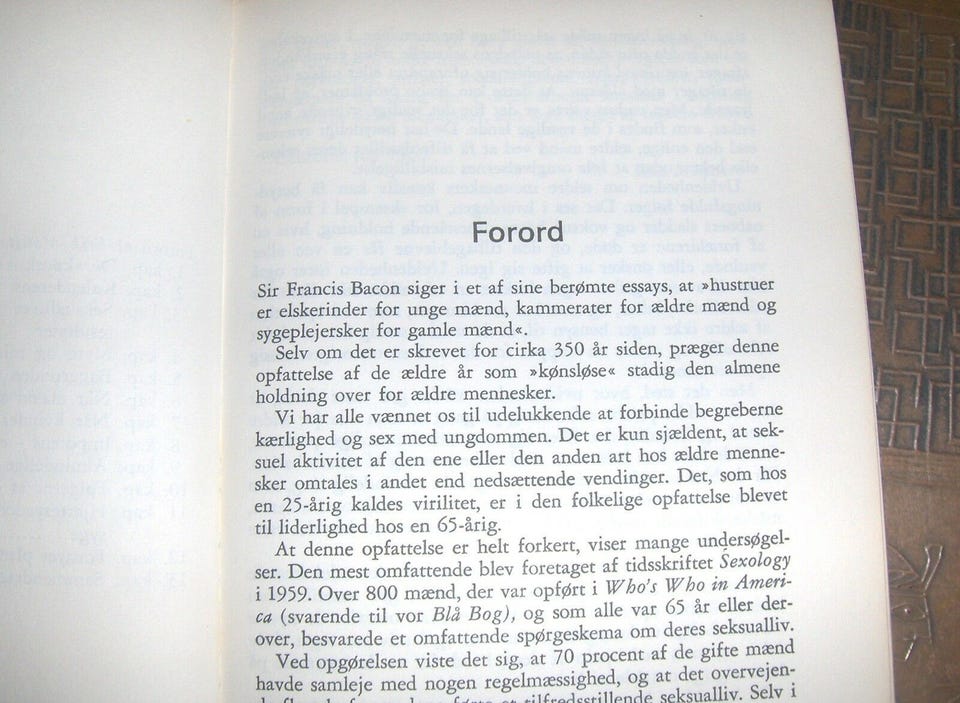 Forord
Sir Francis Bacon siger i et af sine berømte essays, at »hustruer
er elskerinder for unge mænd, kammerater for ældre mænd og
sygeplejersker for gamle mænd«.
Selv om det er skrevet for cirka 350 år siden, præger denne
opfattelse af de ældre år som »kønsløse« stadig den almene
holdning over for ældre mennesker.
Vi har alle vænnet os til udelukkende at forbinde begreberne
kærlighed og sex med ungdommen. Det er kun sjældent, at sek-
suel aktivitet af den ene eller den anden art hos ældre menne-
sker omtales i andet end nedsættende vendinger. Det, som hos
en 25-årig kaldes virilitet, er i den folkelige opfattelse blevet
til liderlighed hos en 65-årig.
At denne opfattelse er helt forkert, viser mange undersøgel-
ser. Den mest omfattende blev foretaget af tidsskriftet Sexology
i 1959. Over 800 mænd, der var opført i Who's Who in Ameri-
ca (svarende til vor Blå Bog), og som alle var 65 år eller der-
over, besvarede et omfattende spørgeskema om deres seksualliv.
Ved opgørelsen viste det sig, at 70 procent af de gifte mænd
havde samleje med nogen regelmæssighed, og at det overvejen-
tilfredsstillende seksualliv. Selv i